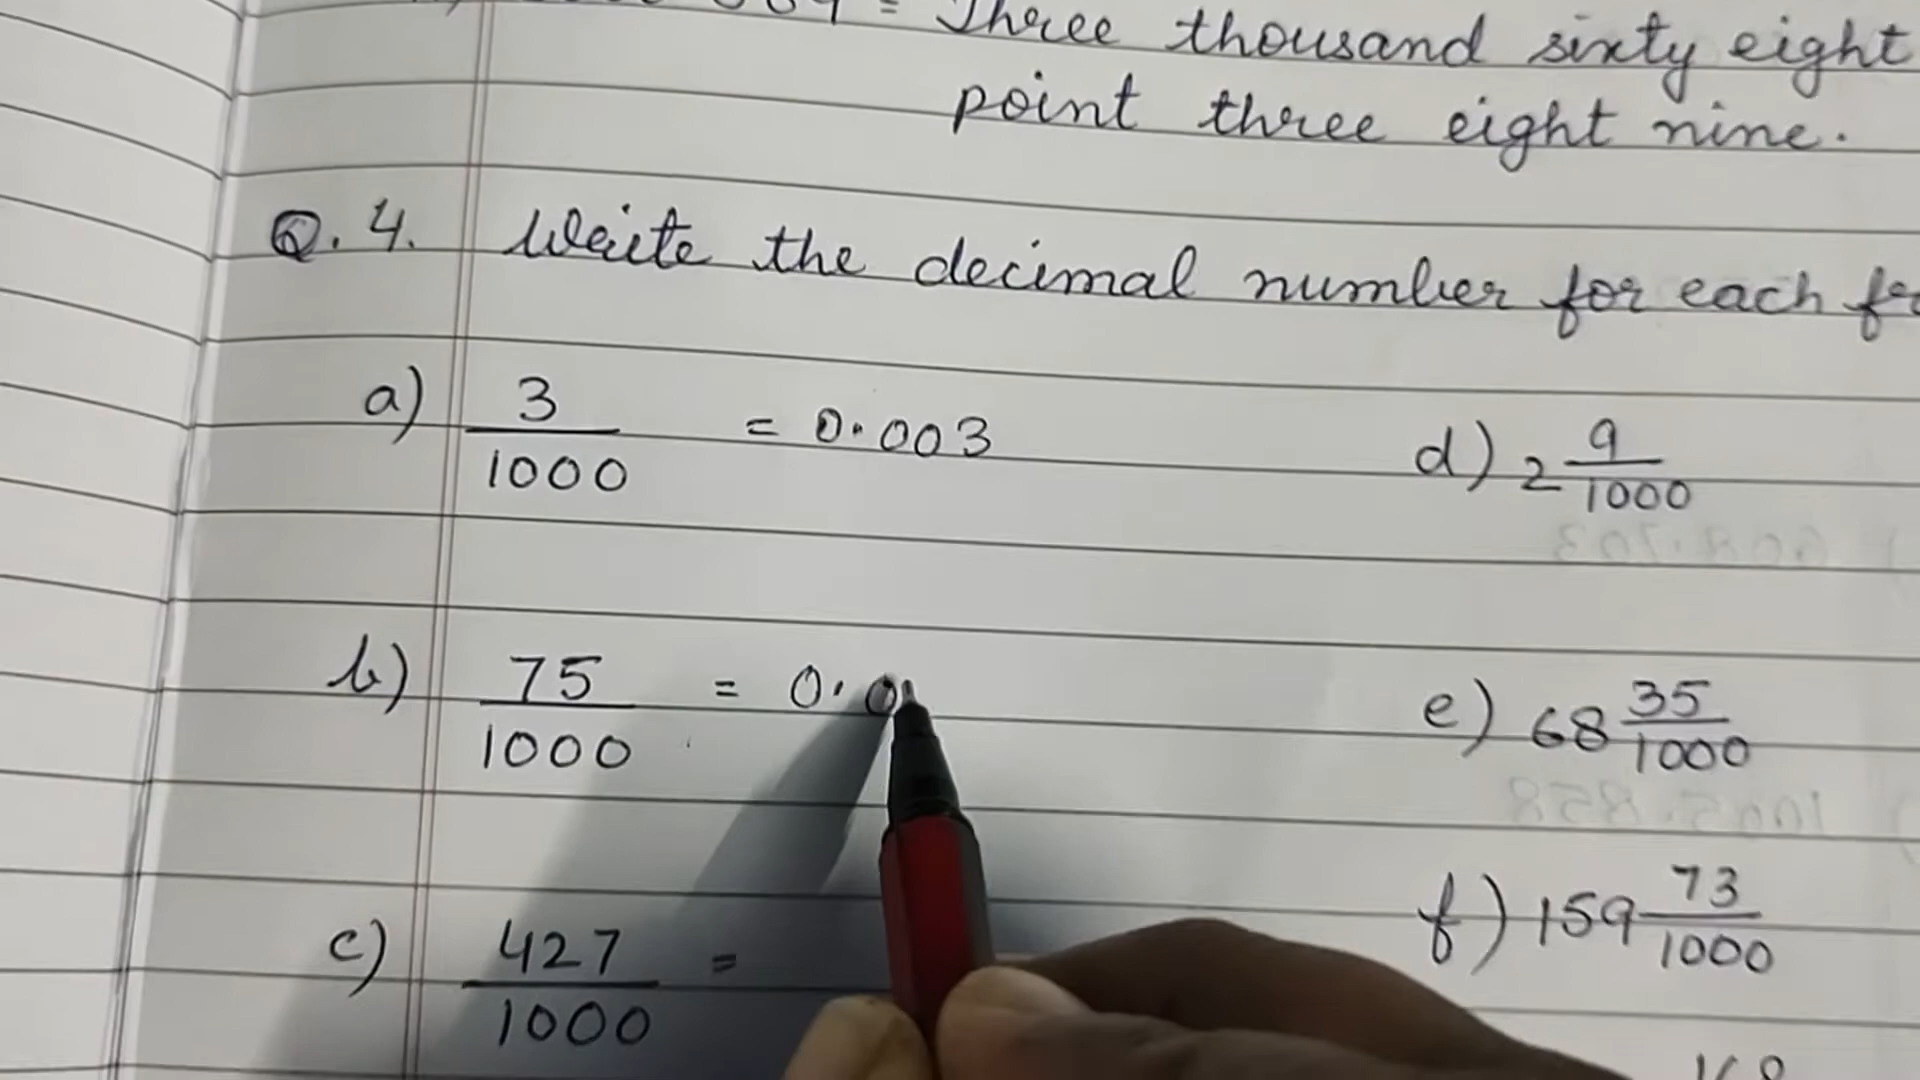 = Three thousand sixty eight
point three eight nine.
Q.4. Write the decimal number for each
a) 3/1000 = 0.003
d) 2 9/1000
b) 75/1000 = 0.0
e) 68 35/1000
c) 427/1000 =
f) 159 73/1000